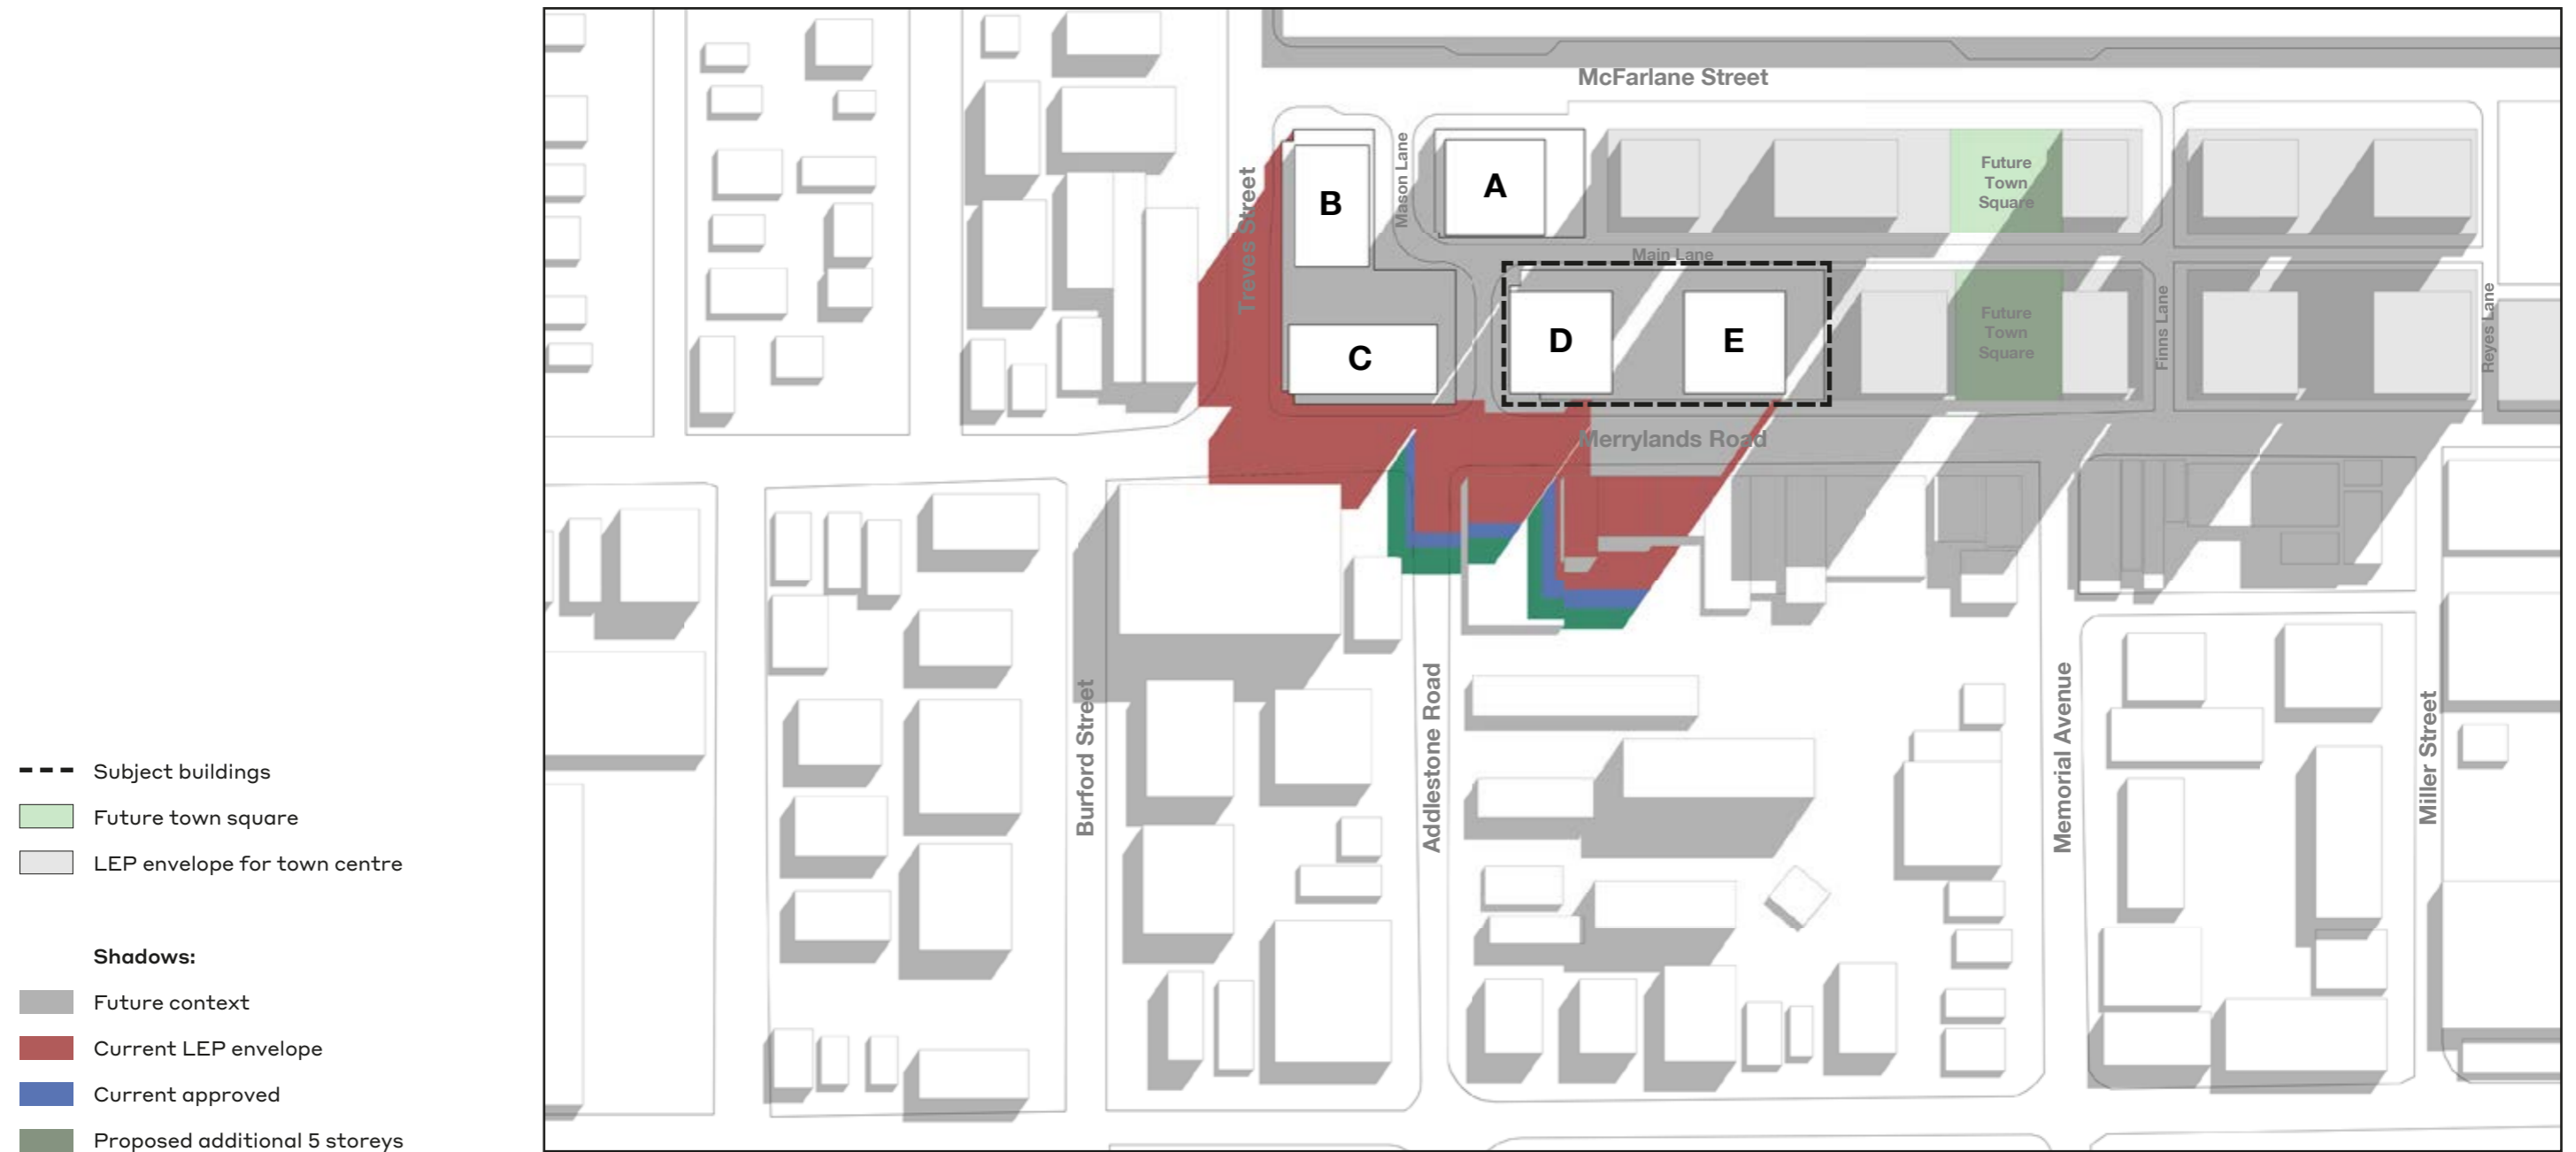 McFarlane Street
Treves Street
B
Mason Lane
A
Future
Town
Square
Main Lane
C
D
E
Future
Town
Square
Finns Lane
Reyes Lane
Merrylands Road
Burford Street
Addlestone Road
Memorial Avenue
Miller Street
Subject buildings
Future town square
LEP envelope for town centre
Shadows:
Future context
Current LEP envelope
Current approved
Proposed additional 5 storeys